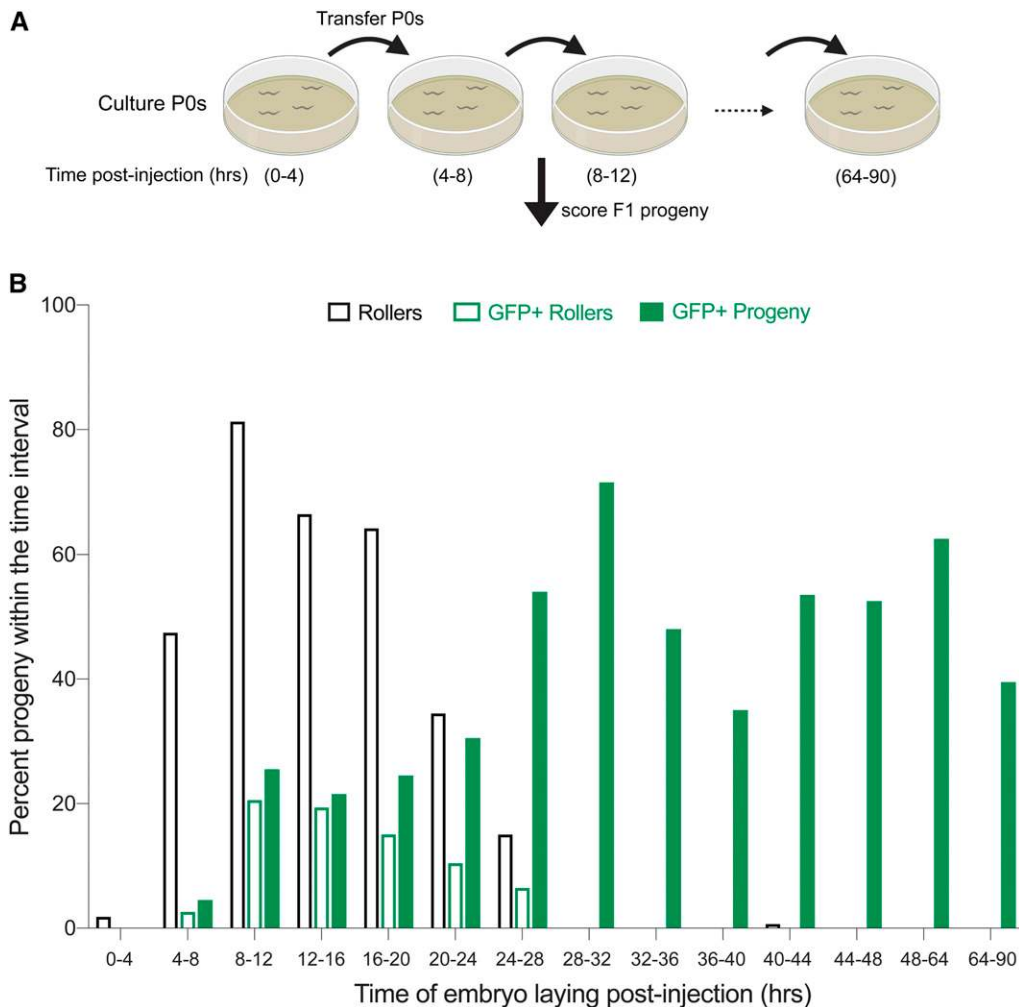 A
Transfer P0s
Culture P0s
Time post-injection (hrs) (0-4) (4-8) (8-12) (64-90)
score F1 progeny
B
Rollers GFP+ Rollers GFP+ Progeny
Percent progeny within the time interval
100
80
60
40
20
0
0-4 4-8 8-12 12-16 16-20 20-24 24-28 28-32 32-36 36-40 40-44 44-48 48-64 64-90
Time of embryo laying post-injection (hrs)